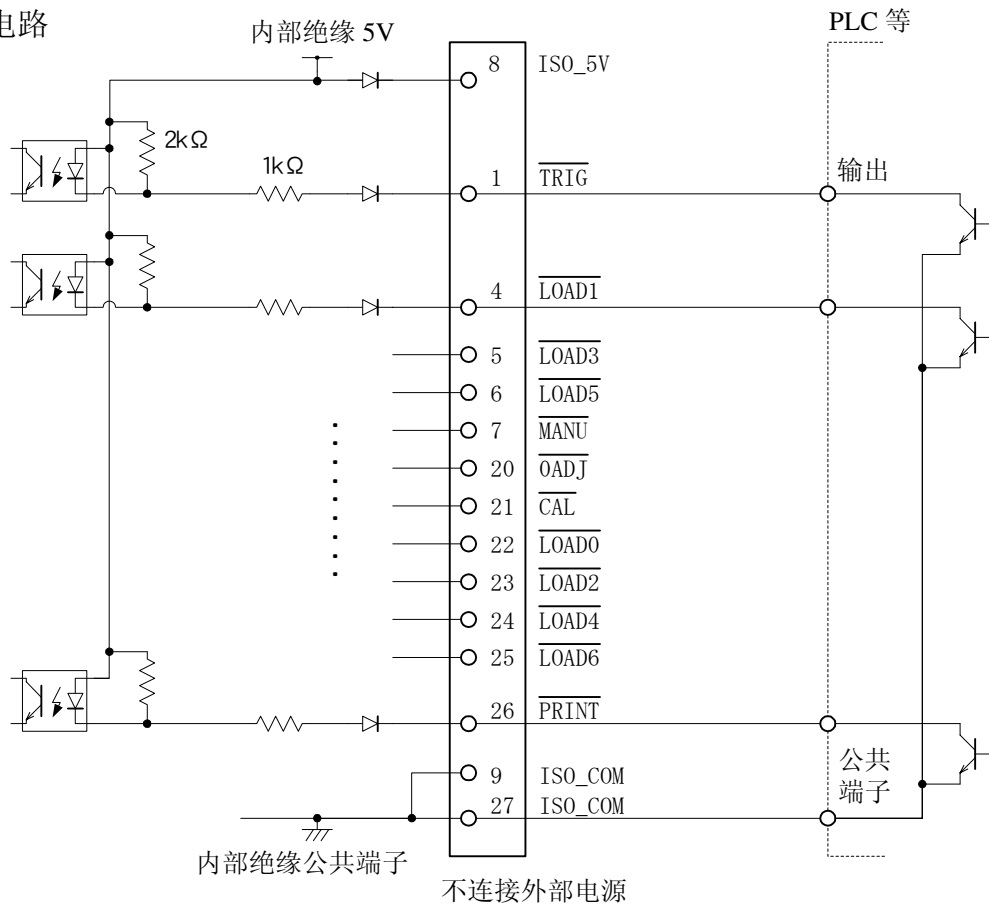 电路
内部绝缘 5V
PLC 等
8 ISO_5V
2kΩ
1kΩ
1 TRIG
输出
4 LOAD1
5 LOAD3
6 LOAD5
7 MANU
20 0ADJ
21 CAL
22 LOAD0
23 LOAD2
24 LOAD4
25 LOAD6
26 PRINT
公共
端子
9 ISO_COM
27 ISO_COM
内部绝缘公共端子
不连接外部电源